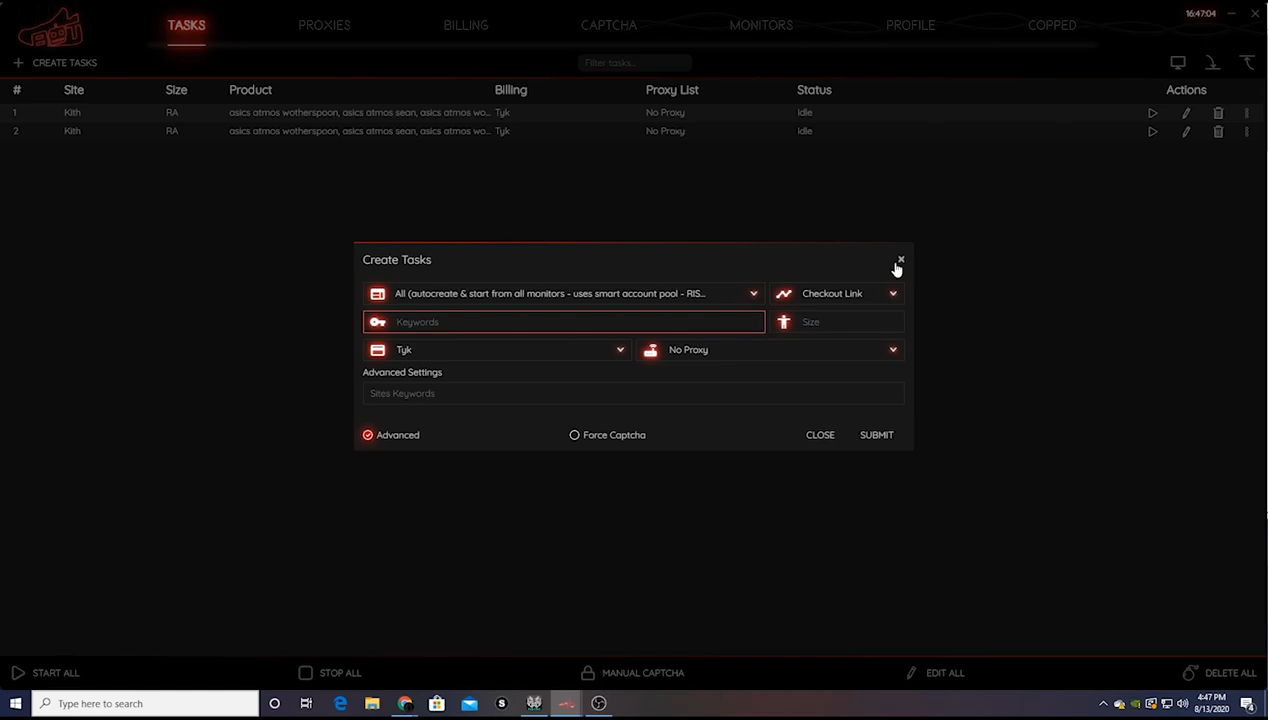 TASKS PROXIES BILLING CAPTCHA MONITORS PROFILE COPPED 16:47:04
CREATE TASKS Filter tasks...
# Site Size Product Billing Proxy List Status Actions
1 Kith RA asics atmos wotherspoon, asics atmos sean, asics atmos wo... Tyk No Proxy Idle
2 Kith RA asics atmos wotherspoon, asics atmos sean, asics atmos wo... Tyk No Proxy Idle
Create Tasks
All (autocreate & start from all monitors - uses smart account pool - RIS... Checkout Link
Keywords Size
Tyk No Proxy
Advanced Settings
Sites Keywords
Advanced Force Captcha CLOSE SUBMIT
START ALL STOP ALL MANUAL CAPTCHA EDIT ALL DELETE ALL
Type here to search
4:47 PM
8/13/2020
4